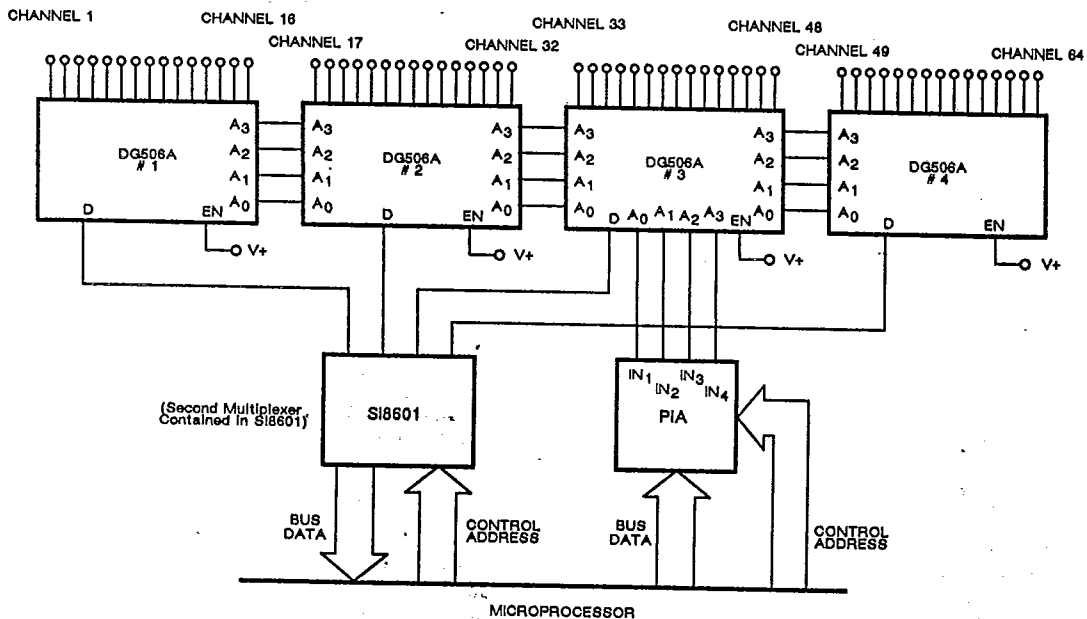 CHANNEL 1
CHANNEL 16
CHANNEL 17
CHANNEL 32
CHANNEL 33
CHANNEL 48
CHANNEL 49
CHANNEL 64
DG506A
# 1
A3
A2
A1
A0
D
EN
V+
A3
A2
A1
A0
DG506A
# 2
A3
A2
A1
A0
D
EN
V+
A3
A2
A1
A0
DG506A
# 3
A3
A2
A1
A0
D
A0
A1
A2
A3
EN
V+
A3
A2
A1
A0
DG506A
# 4
D
EN
V+
(Second Multiplexer
Contained in Si8601)
SI8601
IN1
IN2
IN3
IN4
PIA
BUS
DATA
CONTROL
ADDRESS
BUS
DATA
CONTROL
ADDRESS
MICROPROCESSOR